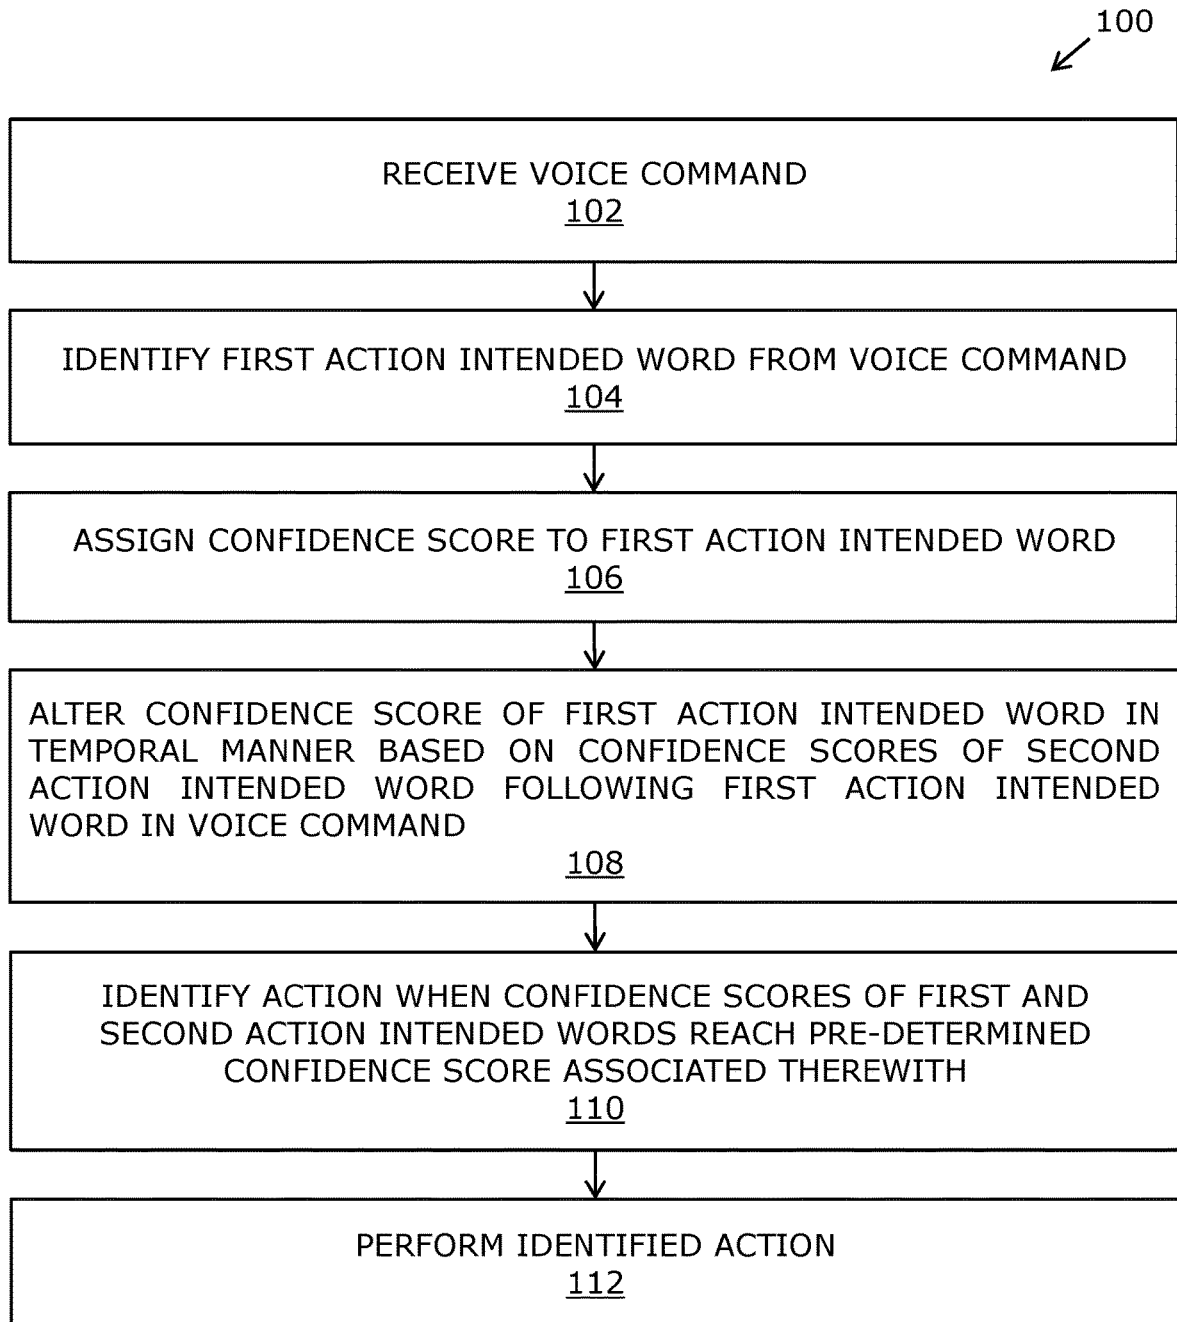 100
RECEIVE VOICE COMMAND
102
IDENTIFY FIRST ACTION INTENDED WORD FROM VOICE COMMAND
104
ASSIGN CONFIDENCE SCORE TO FIRST ACTION INTENDED WORD
106
ALTER CONFIDENCE SCORE OF FIRST ACTION INTENDED WORD IN
TEMPORAL MANNER BASED ON CONFIDENCE SCORES OF SECOND
ACTION INTENDED WORD FOLLOWING FIRST ACTION INTENDED
WORD IN VOICE COMMAND
108
IDENTIFY ACTION WHEN CONFIDENCE SCORES OF FIRST AND
SECOND ACTION INTENDED WORDS REACH PRE-DETERMINED
CONFIDENCE SCORE ASSOCIATED THEREWITH
110
PERFORM IDENTIFIED ACTION
112